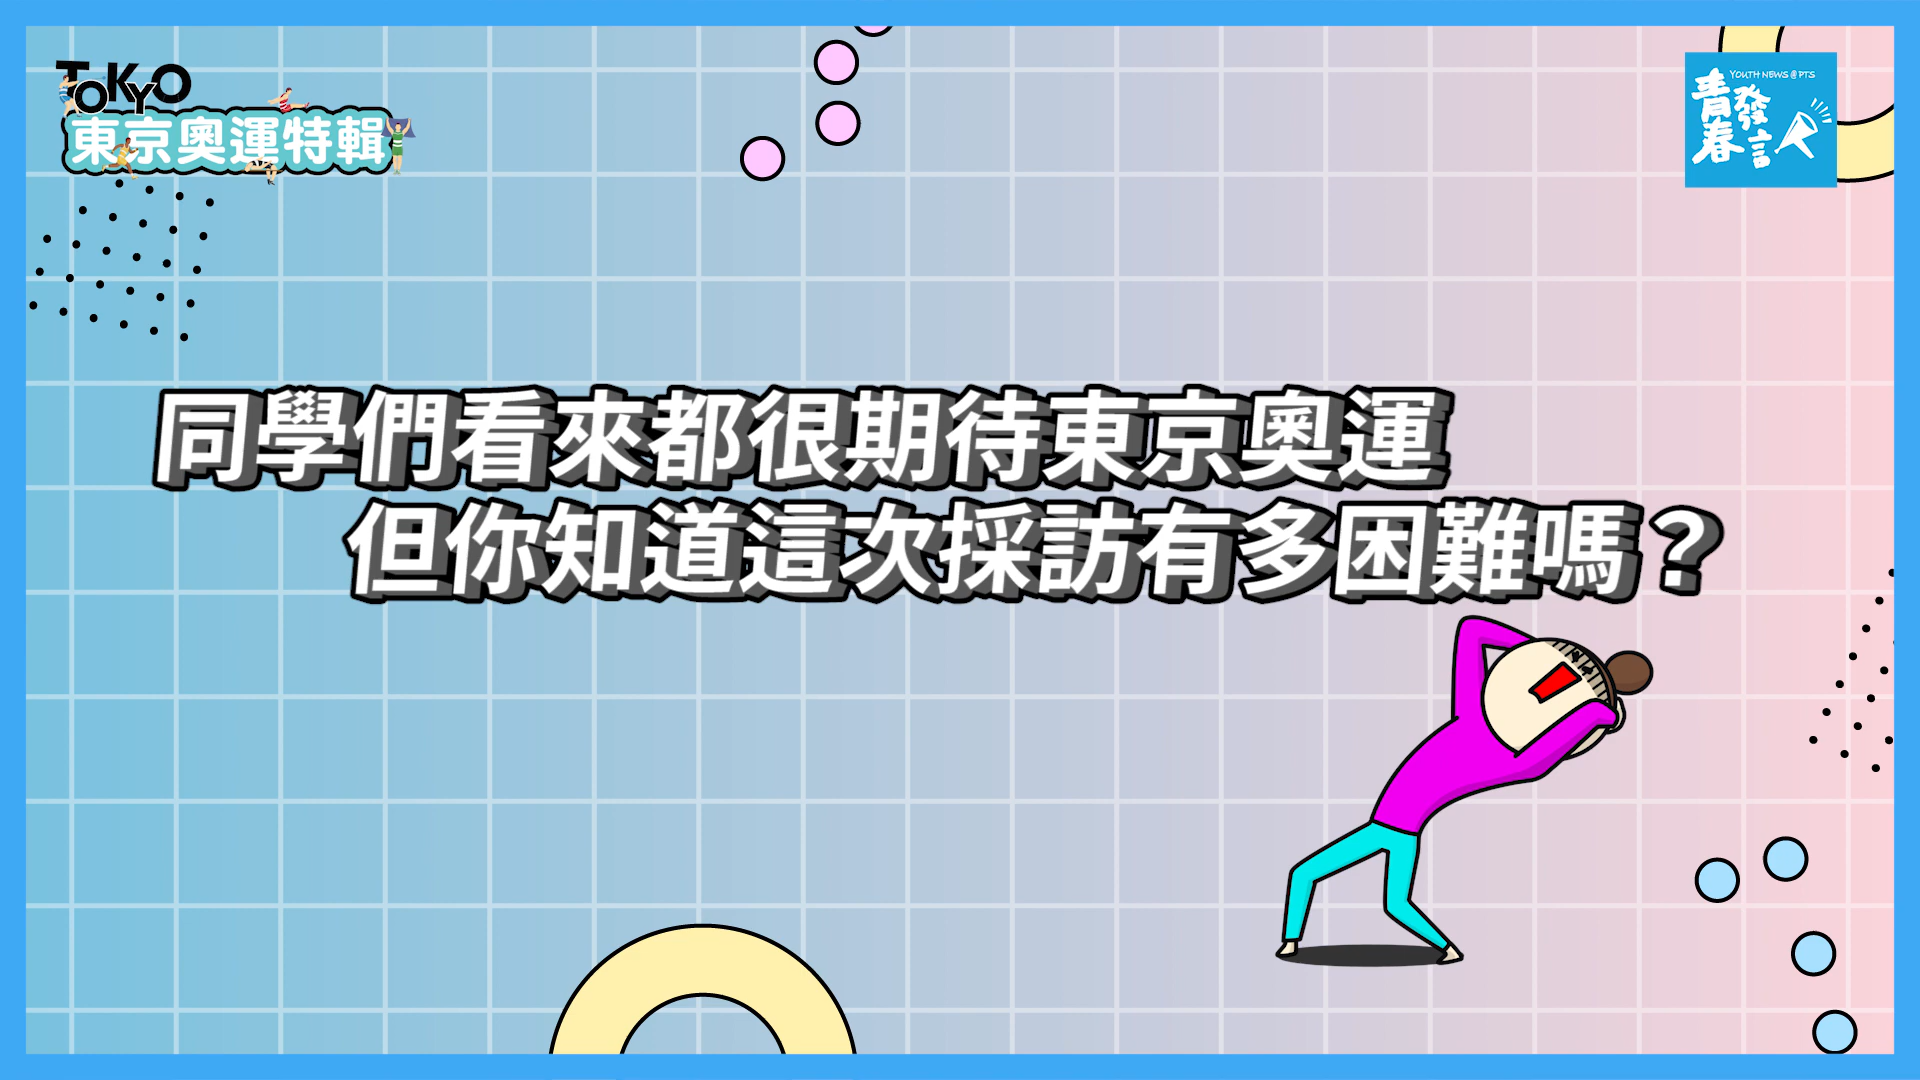 TOKYO
東京奧運特輯
YOUTH NEWS @ PTS
青春發言人
同學們看來都很期待東京奧運
但你知道這次採訪有多困難嗎？